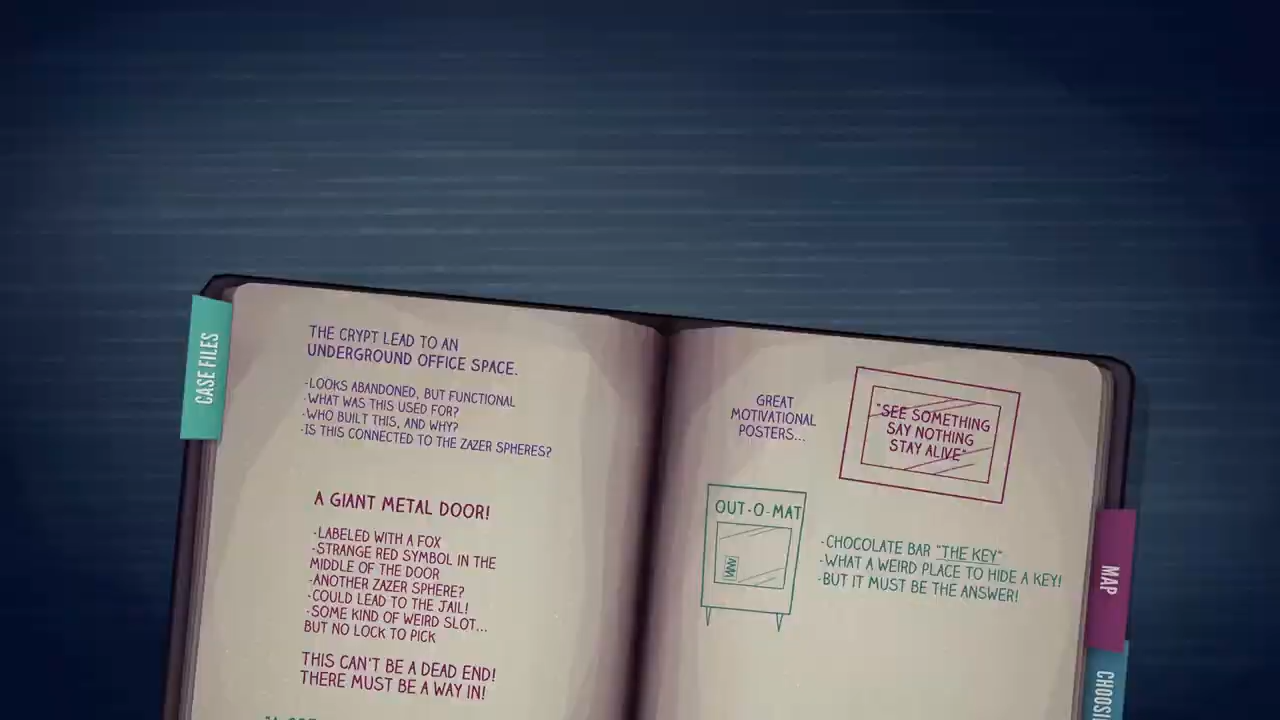 CASE FILES
THE CRYPT LEAD TO AN
UNDERGROUND OFFICE SPACE.
-LOOKS ABANDONED, BUT FUNCTIONAL
-WHAT WAS THIS USED FOR?
-WHO BUILT THIS, AND WHY?
-IS THIS CONNECTED TO THE ZAZER SPHERES?
A GIANT METAL DOOR!
-LABELED WITH A FOX
-STRANGE RED SYMBOL IN THE
MIDDLE OF THE DOOR
-ANOTHER ZAZER SPHERE?
-COULD LEAD TO THE JAIL!
-SOME KIND OF WEIRD SLOT...
BUT NO LOCK TO PICK
THIS CAN'T BE A DEAD END!
THERE MUST BE A WAY IN!
GREAT
MOTIVATIONAL
POSTERS...
"SEE SOMETHING
SAY NOTHING
STAY ALIVE"
OUT-O-MAT
-CHOCOLATE BAR "THE KEY"
-WHAT A WEIRD PLACE TO HIDE A KEY!
-BUT IT MUST BE THE ANSWER!
MAP